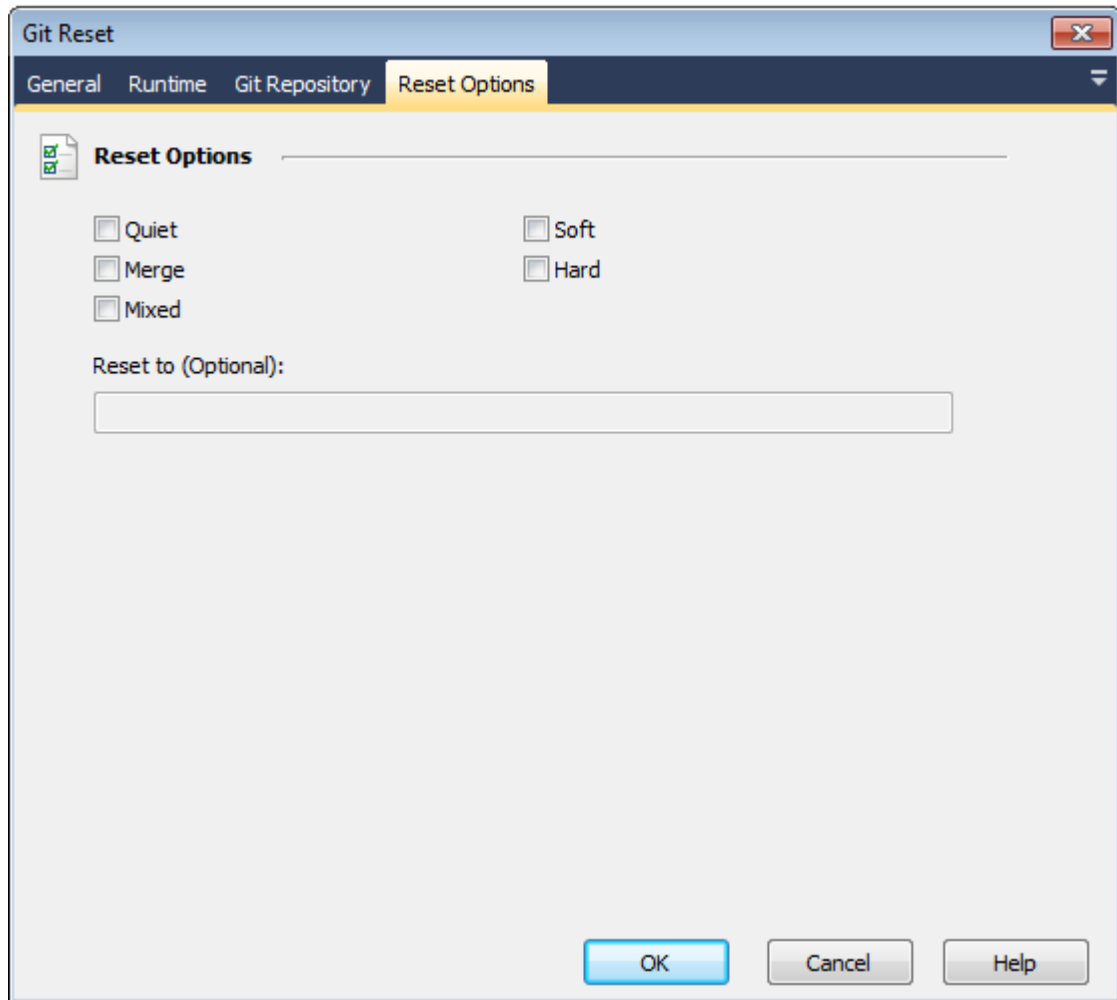 Git Reset
General Runtime Git Repository Reset Options
Reset Options
Quiet Soft
Merge Hard
Mixed
Reset to (Optional):
OK Cancel Help